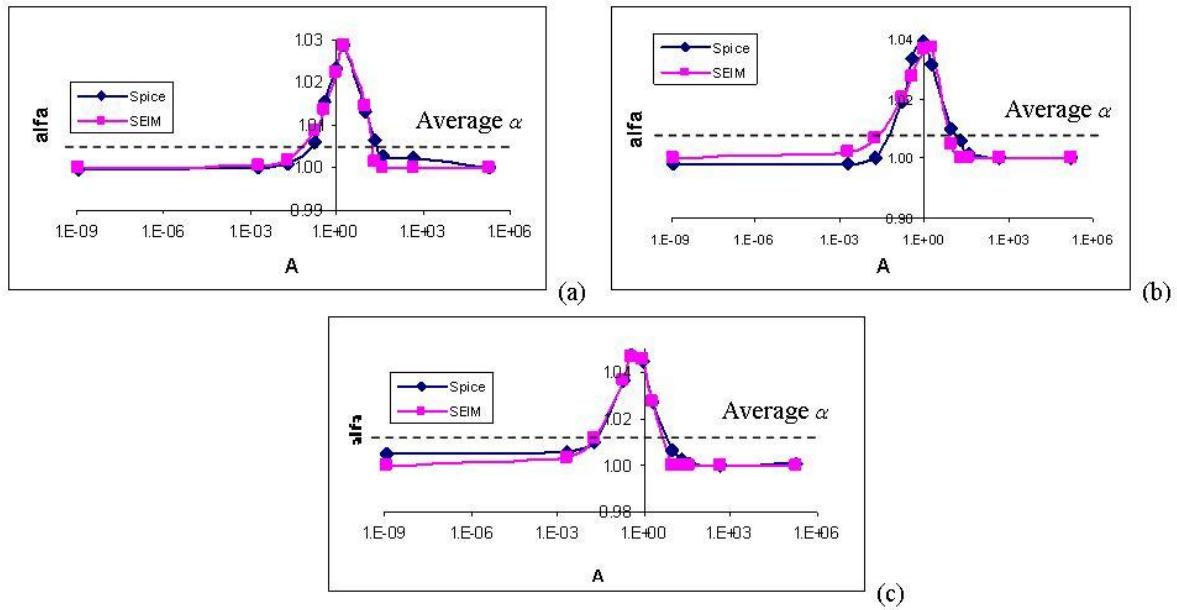 1.03
1.02
1.01
1.00
0.99
Spice
SEIM
alfa
Average α
1.E-09 1.E-06 1.E-03 1.E+00 1.E+03 1.E+06
A
(a)
1.04
1.02
1.00
0.98
Spice
SEIM
alfa
Average α
1.E-09 1.E-06 1.E-03 1.E+00 1.E+03 1.E+06
A
(b)
1.04
1.02
1.00
0.98
Spice
SEIM
alfa
Average α
1.E-09 1.E-06 1.E-03 1.E+00 1.E+03 1.E+06
A
(c)